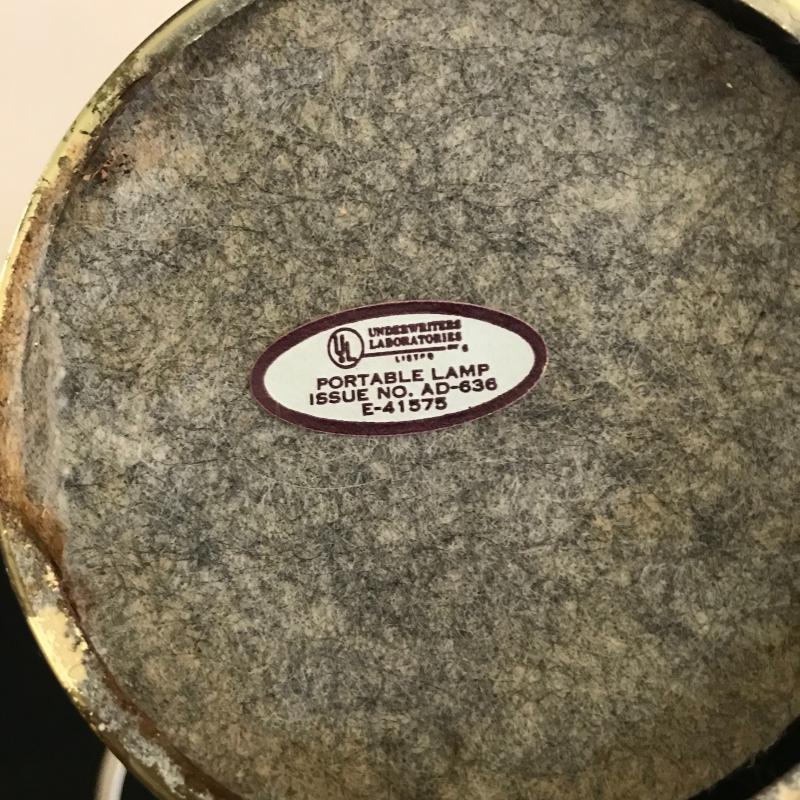 UL UNDERWRITERS
LABORATORIES
LISTED
PORTABLE LAMP
ISSUE NO. AD-636
E-41575